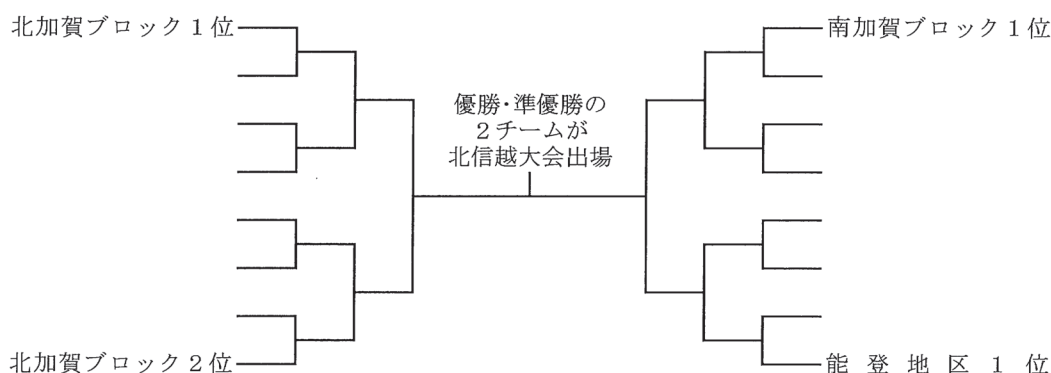 北加賀ブロック１位
南加賀ブロック１位
優勝・準優勝の
２チームが
北信越大会出場
北加賀ブロック２位
能登地区１位